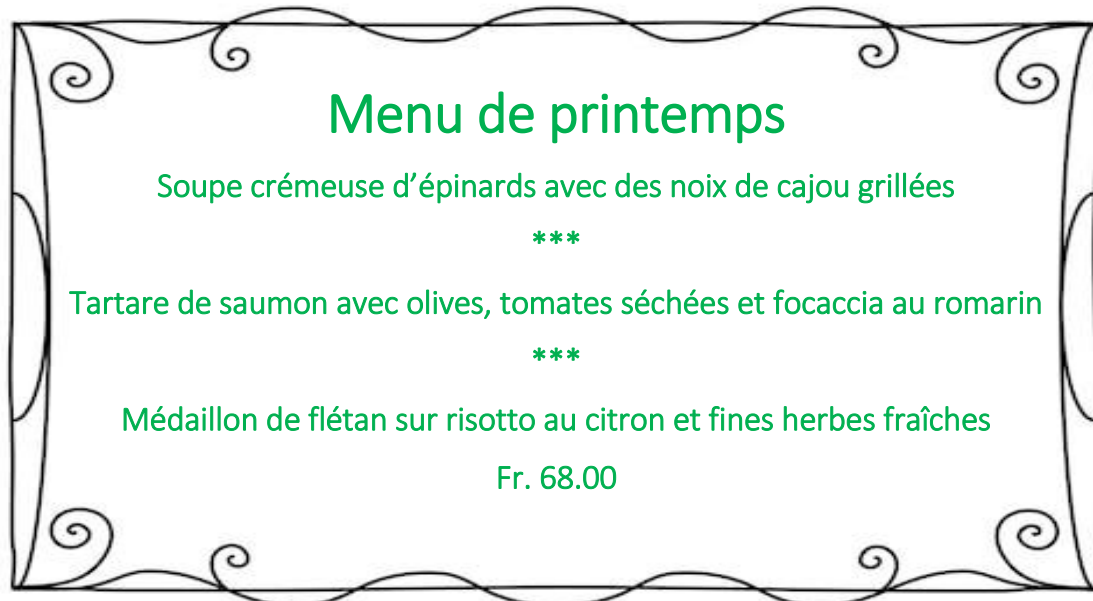 Menu de printemps
Soupe crémeuse d’épinards avec des noix de cajou grillées
***
Tartare de saumon avec olives, tomates séchées et focaccia au romarin
***
Médaillon de flétan sur risotto au citron et fines herbes fraîches
Fr. 68.00